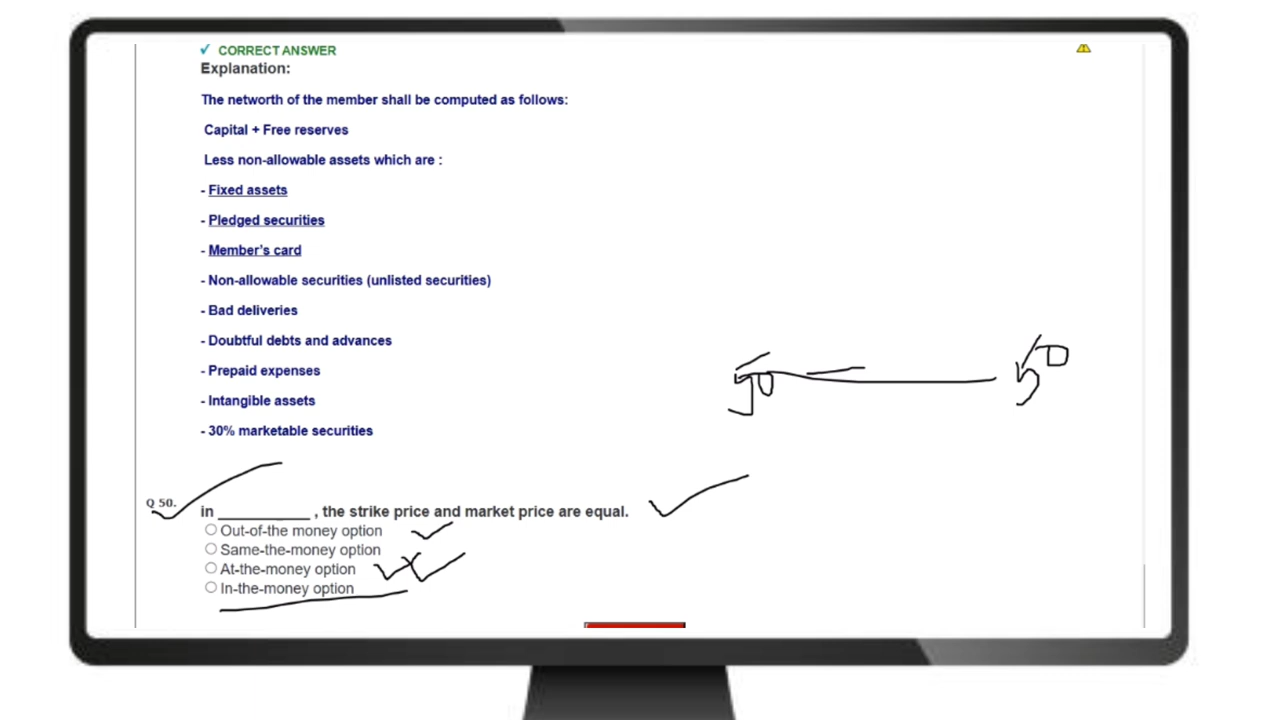 ✓ CORRECT ANSWER
Explanation:
The networth of the member shall be computed as follows:
Capital + Free reserves
Less non-allowable assets which are :
- Fixed assets
- Pledged securities
- Member's card
- Non-allowable securities (unlisted securities)
- Bad deliveries
- Doubtful debts and advances
- Prepaid expenses
- Intangible assets
- 30% marketable securities
50 50
Q 50.
in __________ , the strike price and market price are equal.
Out-of-the money option
Same-the-money option
At-the-money option
In-the-money option